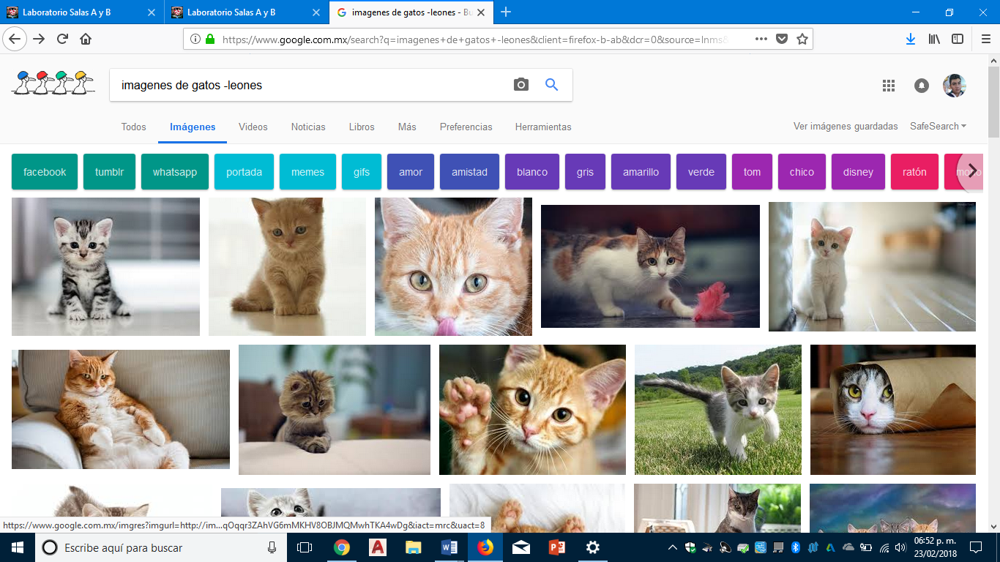 Laboratorio Salas A y B
Laboratorio Salas A y B
imagenes de gatos -leones - Bu
https://www.google.com.mx/search?q=imagenes+de+gatos+-leones&client=firefox-b-ab&dcr=0&source=lnms&
imagenes de gatos -leones
Todos Imágenes Videos Noticias Libros Más Preferencias Herramientas Ver imágenes guardadas SafeSearch
facebook tumblr whatsapp portada memes gifs amor amistad blanco gris amarillo verde tom chico disney ratón mono
https://www.google.com.mx/imgres?imgurl=http://im...qOqqr3ZAhVG6mMKHV8OBJMQMwhTKA4wDg&iact=mrc&uact=8
Escribe aquí para buscar
06:52 p. m.
23/02/2018